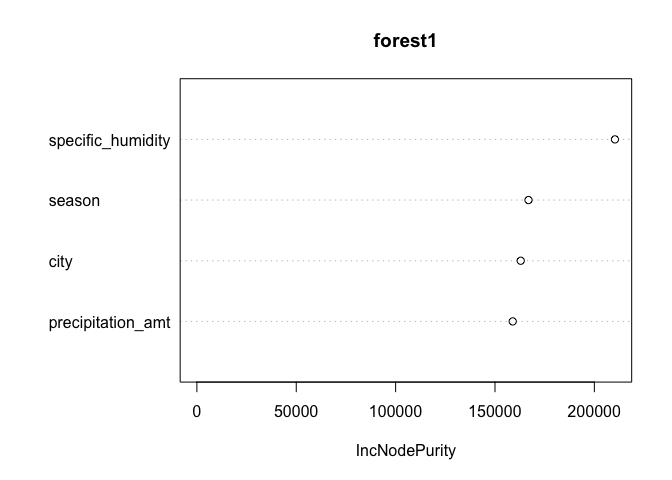 forest1
specific_humidity
season
city
precipitation_amt
0 50000 100000 150000 200000
IncNodePurity